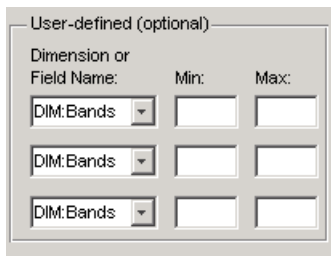 User-defined (optional)
Dimension or
Field Name: Min: Max:
DIM:Bands
DIM:Bands
DIM:Bands